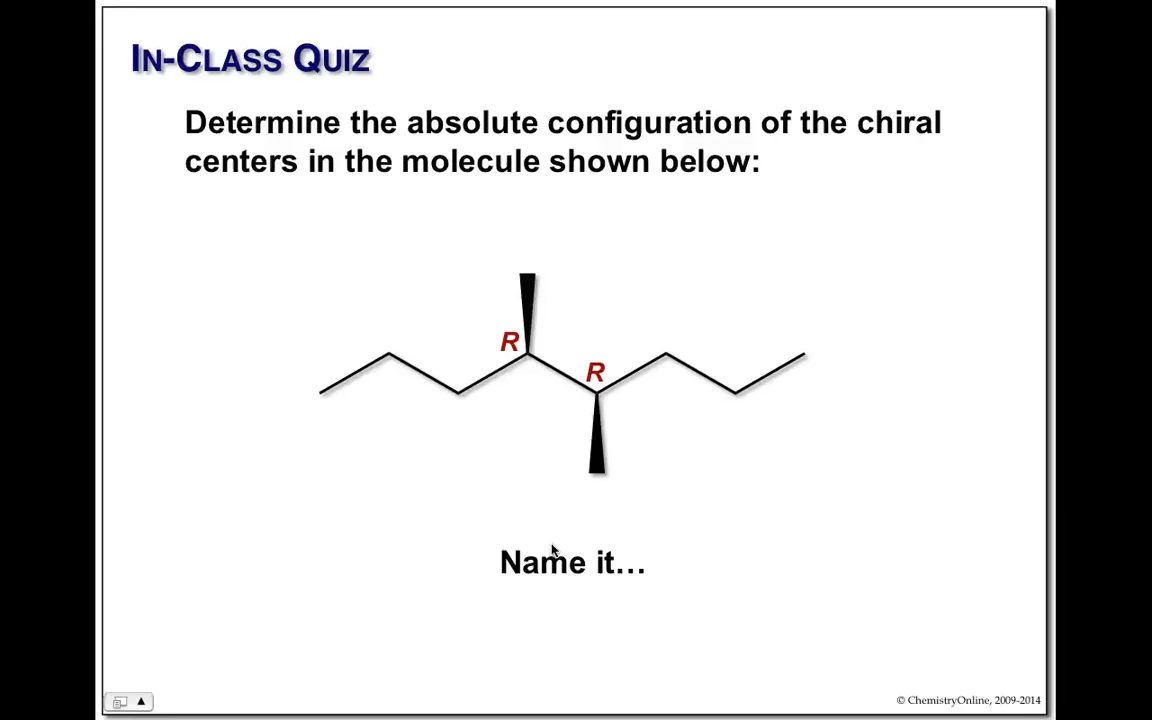 IN-CLASS QUIZ
Determine the absolute configuration of the chiral
centers in the molecule shown below:
R
R
Name it…
© ChemistryOnline, 2009-2014